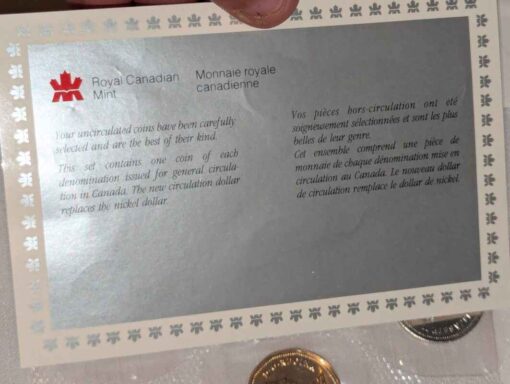 Royal Canadian
Mint
Monnaie royale
canadienne
Your uncirculated coins have been carefully
selected and are the best of their kind.
This set contains one coin of each
denomination issued for general circula
tion in Canada. The new circulation dollar
replaces the nickel dollar.
Vos pièces hors-circulation ont été
soigneusement sélectionnées et sont les plus
belles de leur genre.
Cet ensemble comprend une pièce de
monnaie de chaque dénomination mise en
circulation au Canada. Le nouveau dollar
de circulation remplace le dollar de nickel.